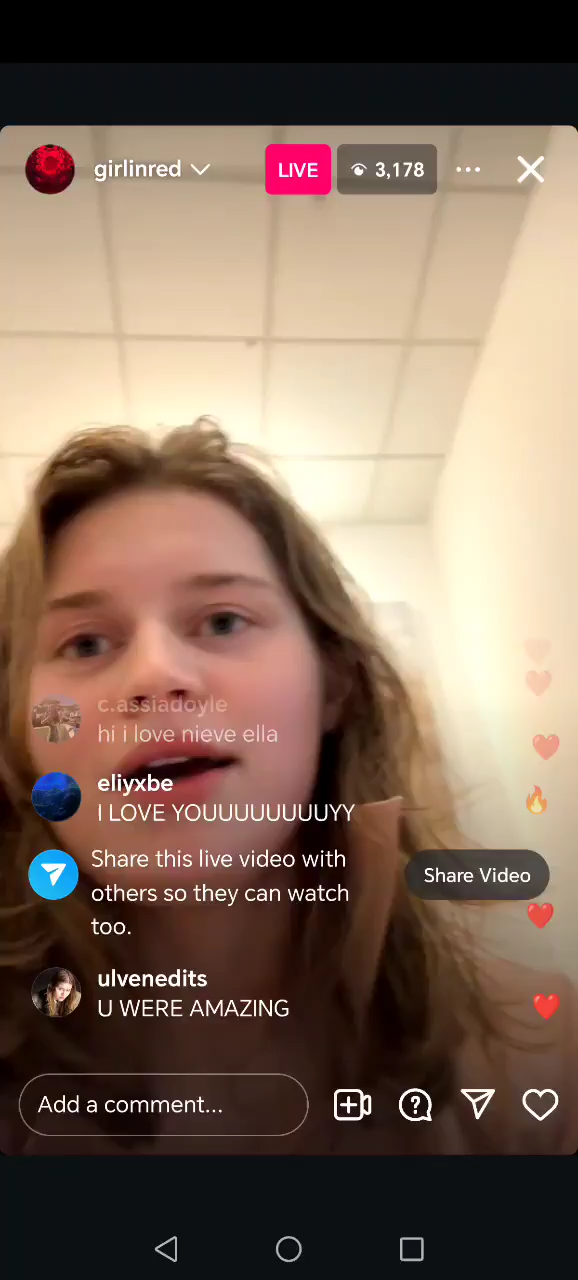 girlinred
LIVE
3,178
c.assiadoyle
hi i love nieve ella
eliyxbe
I LOVE YOUUUUUUUUYY
Share this live video with
others so they can watch
too.
Share Video
ulvenedits
U WERE AMAZING
Add a comment...